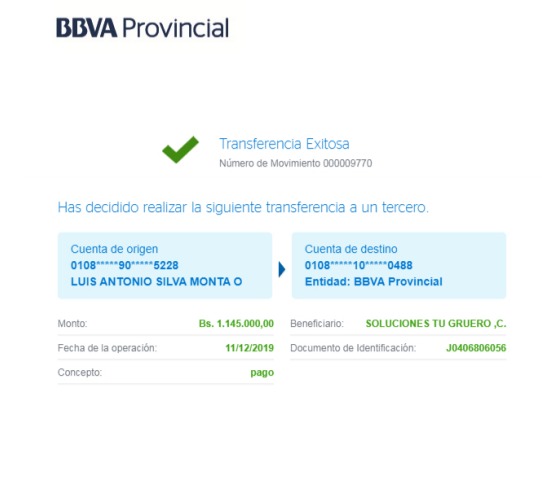 BBVA Provincial
Transferencia Exitosa
Número de Movimiento 000009770
Has decidido realizar la siguiente transferencia a un tercero.
Cuenta de origen
0108*****90*****5228
LUIS ANTONIO SILVA MONTA O
Cuenta de destino
0108*****10*****0488
Entidad: BBVA Provincial
Monto: Bs. 1.145.000,00
Fecha de la operación: 11/12/2019
Concepto: pago
Beneficiario: SOLUCIONES TU GRUERO ,C.
Documento de Identificación: J0406806056